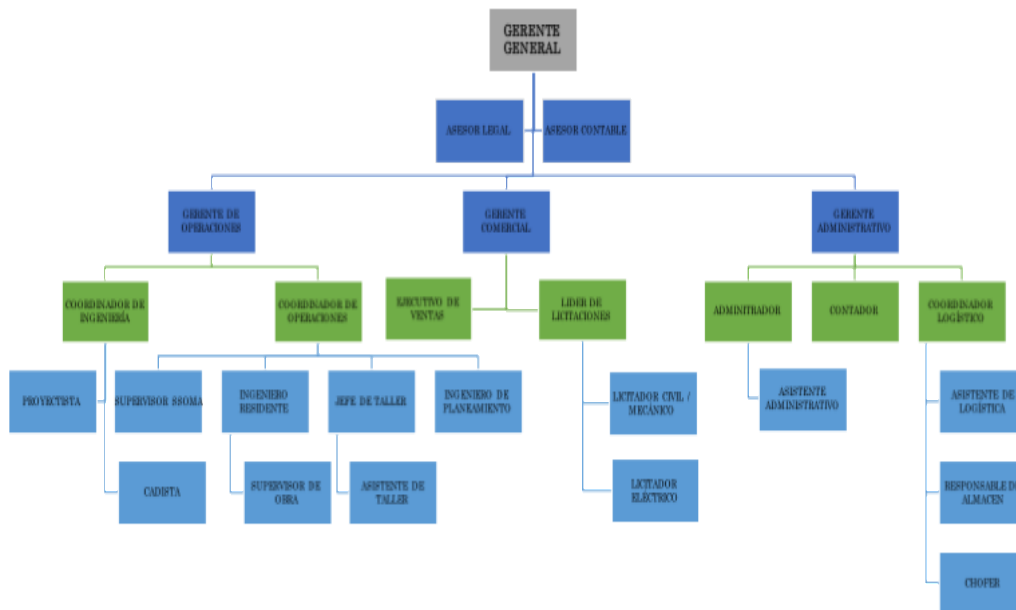 GERENTE
GENERAL
ASESOR LEGAL
ASESOR CONTABLE
GERENTE DE
OPERACIONES
GERENTE
COMERCIAL
GERENTE
ADMINISTRATIVO
COORDINADOR DE
INGENIERÍA
COORDINADOR DE
OPERACIONES
EJECUTIVO DE
VENTAS
LIDER DE
LICITACIONES
ADMINITRADOR
CONTADOR
COORDINADOR
LOGÍSTICO
PROYECTISTA
SUPERVISOR SSOMA
INGENIERO
RESIDENTE
JEFE DE TALLER
INGENIERO DE
PLANEAMIENTO
LICITADOR CIVIL /
MECÁNICO
ASISTENTE
ADMINISTRATIVO
ASISTENTE DE
LOGÍSTICA
CADISTA
SUPERVISOR DE
OBRA
ASISTENTE DE
TALLER
LICITADOR
ELÉCTRICO
RESPONSABLE DE
ALMACEN
CHOFER